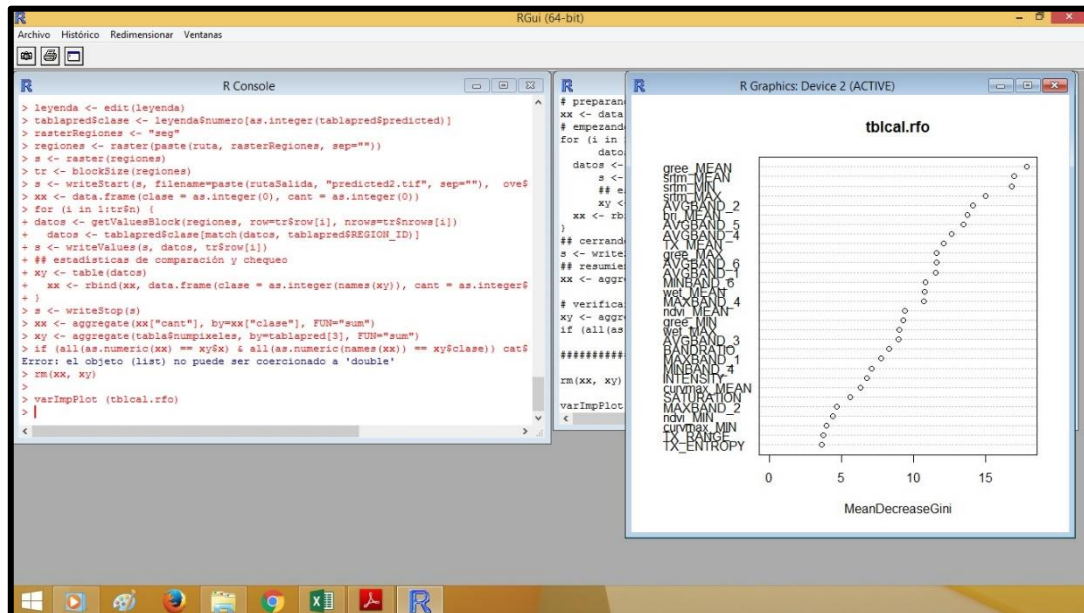 RGui (64-bit)
Archivo Histórico Redimensionar Ventanas
R Console
> leyenda <- edit(leyenda)
> tablapred$clase <- leyenda$numero[as.integer(tablapred$predicted)]
> rasterRegiones <- "seg"
> regiones <- raster(paste(ruta, rasterRegiones, sep=""))
> s <- raster(regiones)
> tr <- blockSize(regiones)
> s <- writeStart(s, filename=paste(rutaSalida, "predicted2.tif", sep=""), ove$
> xx <- data.frame(clase = as.integer(0), cant = as.integer(0))
> for (i in 1:tr$n) {
+ datos <- getValuesBlock(regiones, row=tr$row[i], nrows=tr$nrows[i])
+ datos <- tablapred$clase[match(datos, tablapred$REGION_ID)]
+ s <- writeValues(s, datos, tr$row[i])
+ ## estadísticas de comparación y chequeo
+ xy <- table(datos)
+ xx <- rbind(xx, data.frame(clase = as.integer(names(xy)), cant = as.integer$
+ }
> s <- writeStop(s)
> xx <- aggregate(xx["cant"], by=xx["clase"], FUN="sum")
> xy <- aggregate(tabla$numpixeles, by=tablapred[3], FUN="sum")
> if (all(as.numeric(xx) == xy$x) & all(as.numeric(names(xx)) == xy$clase)) cat$
Error: el objeto (list) no puede ser coercionado a 'double'
> rm(xx, xy)
>
> varImpPlot (tblcal.rfo)
>
# preparand
xx <- data
# empezando
for (i in
dato
datos <-
s <-
## e
xy <-
xx <- rb
}
## cerrand
s <- write
## resumie
xx <- aggr
# verifica
xy <- aggr
if (all(as
##########
rm(xx, xy)
varImpPlot
R Graphics: Device 2 (ACTIVE)
tblcal.rfo
gree_MEAN
srtm_MEAN
srtm_MIN
srtm_MAX
AVGBAND_2
bri_MEAN
AVGBAND_5
AVGBAND_4
TX_MEAN
gree_MAX
AVGBAND_6
AVGBAND_1
MINBAND_6
wet_MEAN
MAXBAND_4
ndvi_MEAN
gree_MIN
wet_MAX
AVGBAND_3
BANDRATIO
MAXBAND_1
MINBAND_4
INTENSITY
curvmax_MEAN
SATURATION
MAXBAND_2
ndvi_MIN
curvmax_MIN
TX_RANGE
TX_ENTROPY
0 5 10 15
MeanDecreaseGini